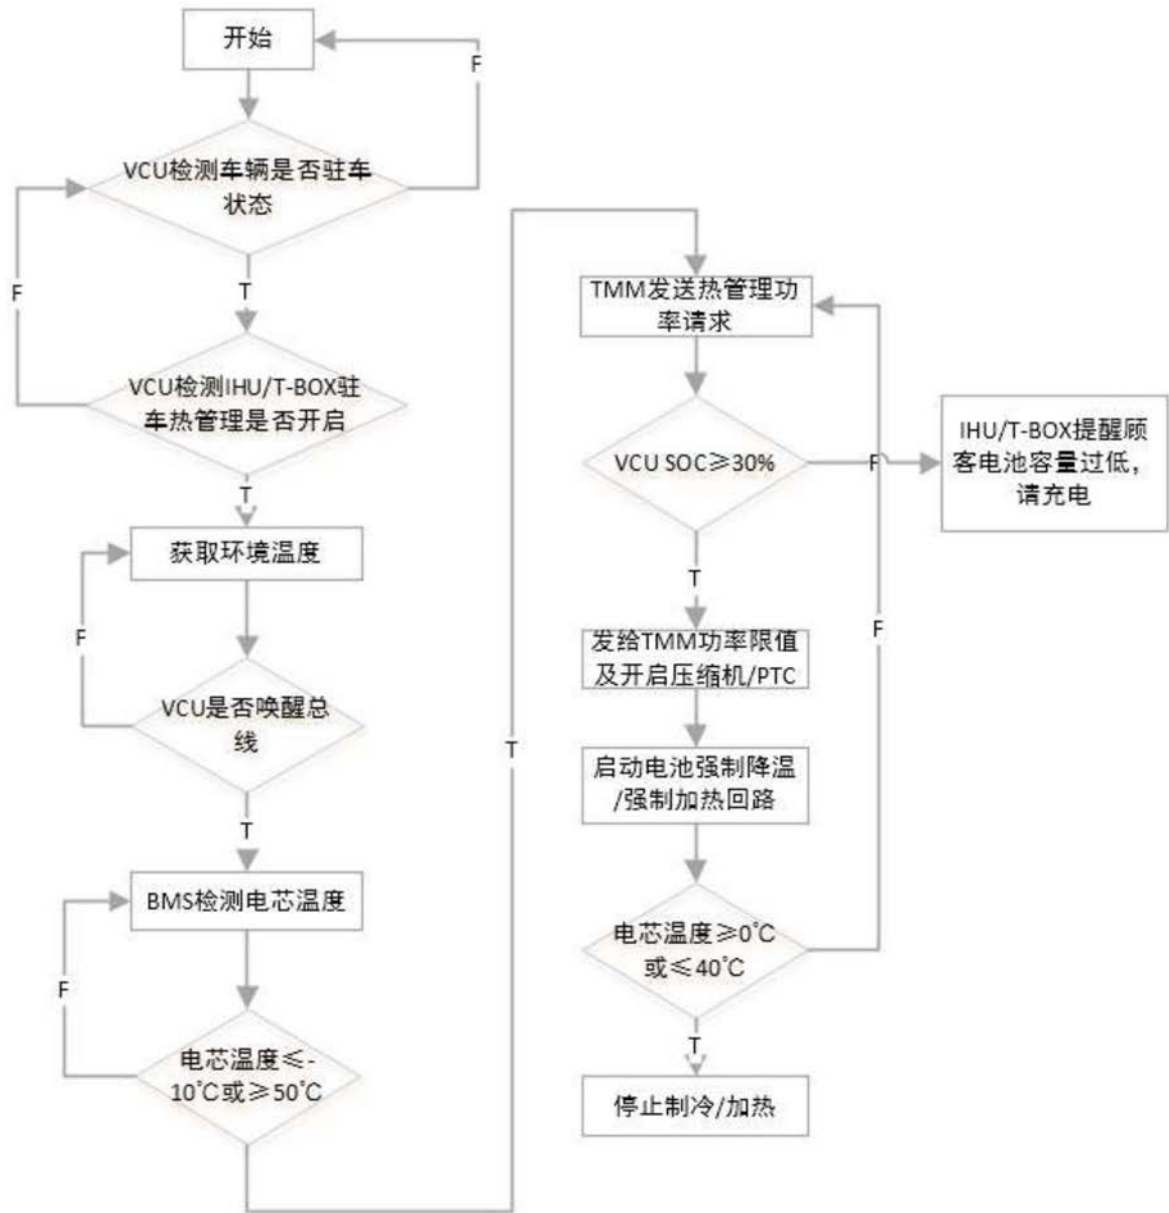 开始
F
VCU检测车辆是否驻车
状态
F
T
VCU检测IHU/T-BOX驻
车热管理是否开启
T
获取环境温度
F
VCU是否唤醒总
线
T
BMS检测电芯温度
F
电芯温度≤-
10℃或≥50℃
T
TMM发送热管理功
率请求
VCU SOC≥30%
F
IHU/T-BOX提醒顾
客电池容量过低，
请充电
T
发给TMM功率限值
及开启压缩机/PTC
F
启动电池强制降温
/强制加热回路
电芯温度≥0℃
或≤40℃
T
停止制冷/加热